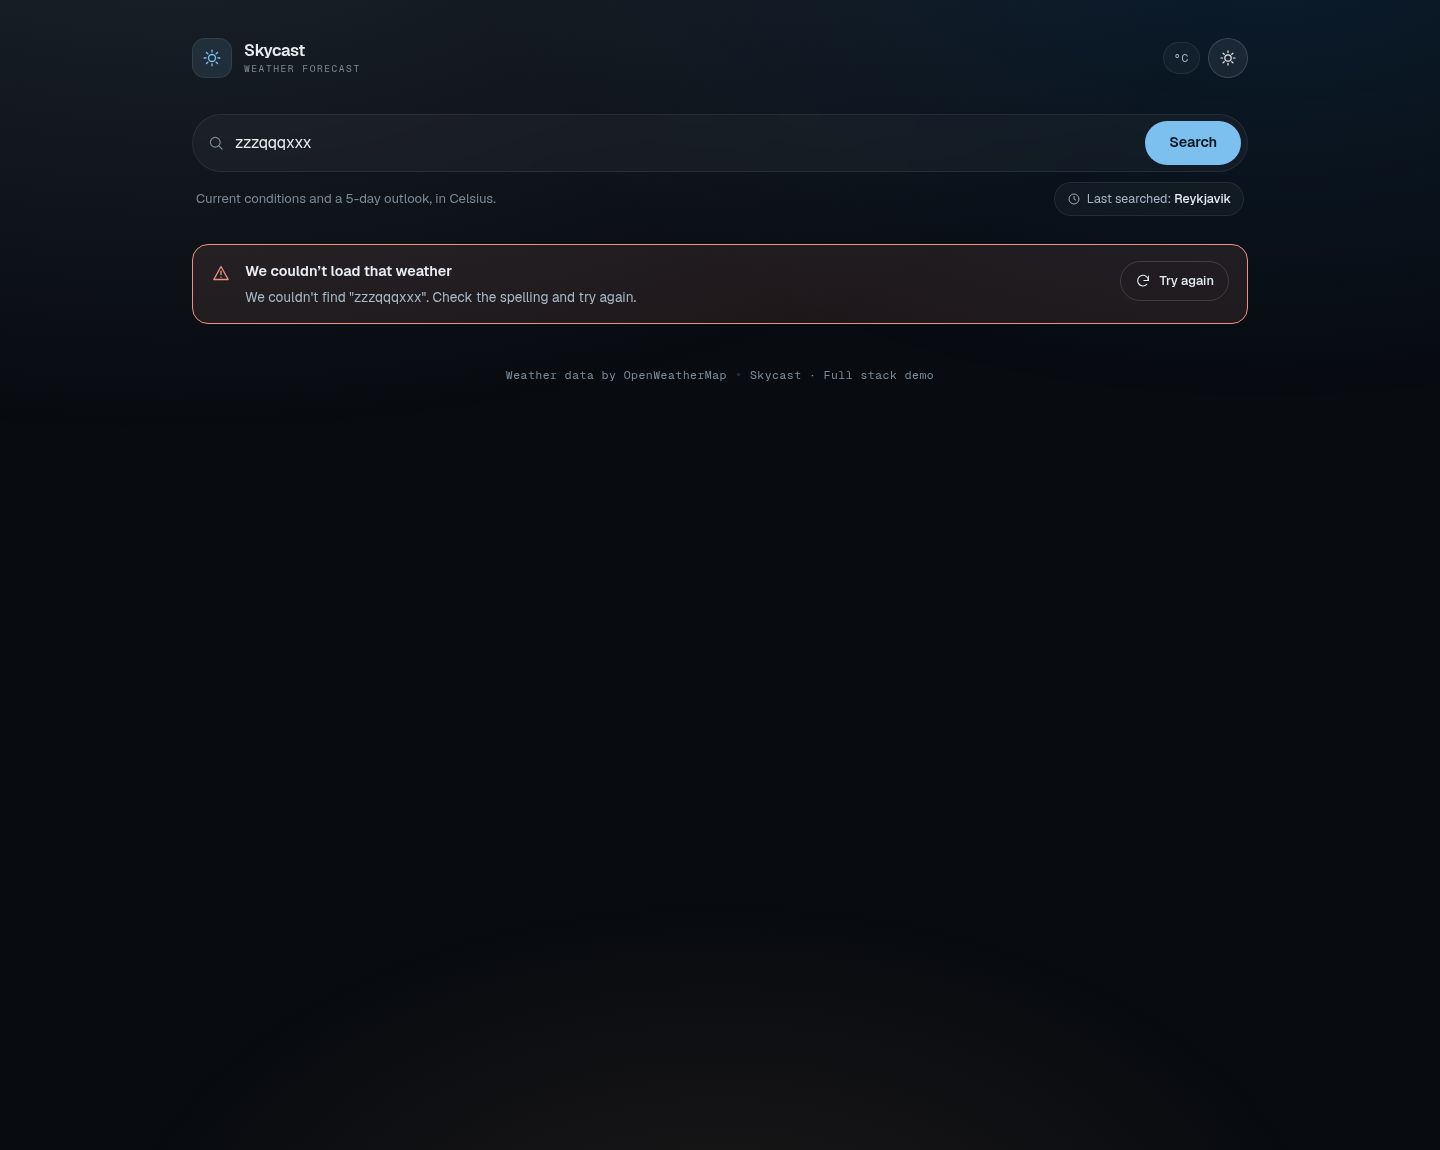 Skycast
WEATHER FORECAST
°C
zzzqqqxxx
Search
Current conditions and a 5-day outlook, in Celsius.
Last searched: Reykjavik
We couldn’t load that weather
We couldn't find "zzzqqqxxx". Check the spelling and try again.
Try again
Weather data by OpenWeatherMap · Skycast · Full stack demo